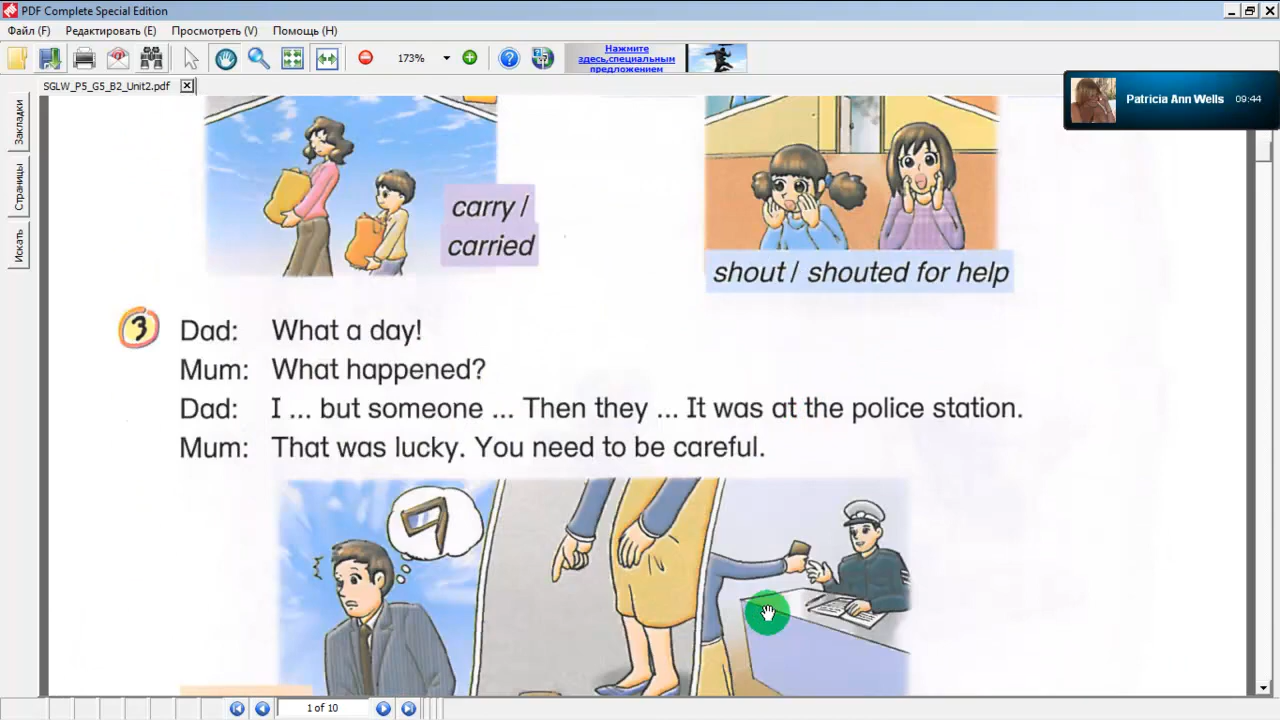 PDF Complete Special Edition
Файл (F) Редактировать (E) Просмотреть (V) Помощь (H)
173%
Нажмите
здесь,специальным
предложением
SGLW_P5_G5_B2_Unit2.pdf
Patricia Ann Wells 09:44
Закладки
Страницы
Искать
carry /
carried
shout / shouted for help
3 Dad: What a day!
Mum: What happened?
Dad: I ... but someone ... Then they ... It was at the police station.
Mum: That was lucky. You need to be careful.
1 of 10